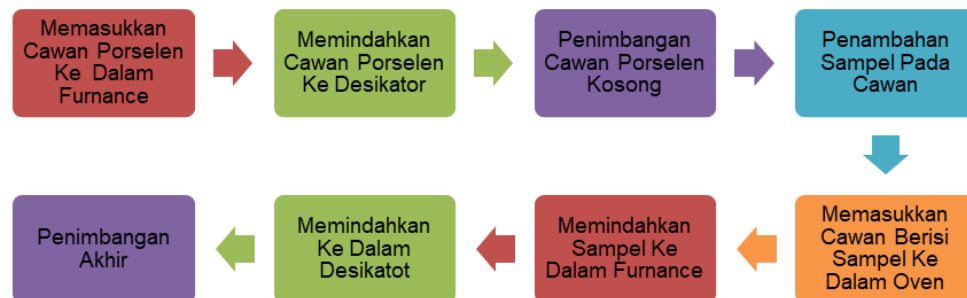 Memasukkan
Cawan Porselen
Ke Dalam
Furnance
Memindahkan
Cawan Porselen
Ke Desikator
Penimbangan
Cawan Porselen
Kosong
Penambahan
Sampel Pada
Cawan
Memasukkan
Cawan Berisi
Sampel Ke
Dalam Oven
Memindahkan
Sampel Ke
Dalam Furnance
Memindahkan
Ke Dalam
Desikatot
Penimbangan
Akhir